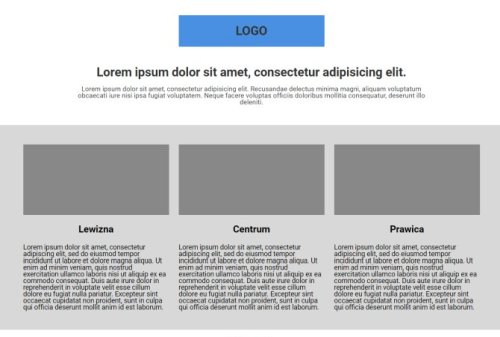 LOGO
Lorem ipsum dolor sit amet, consectetur adipisicing elit.
Lorem ipsum dolor sit amet, consectetur adipisicing elit. Recusandae delectus minima magni, aliquam voluptatum
obcaecati iure nisi ipsa fugiat voluptatem. Neque facere voluptas officiis doloribus mollitia consequatur, deserunt illo
deleniti.
Lewizna
Lorem ipsum dolor sit amet, consectetur
adipisicing elit, sed do eiusmod tempor
incididunt ut labore et dolore magna aliqua. Ut
enim ad minim veniam, quis nostrud
exercitation ullamco laboris nisi ut aliquip ex ea
commodo consequat. Duis aute irure dolor in
reprehenderit in voluptate velit esse cillum
dolore eu fugiat nulla pariatur. Excepteur sint
occaecat cupidatat non proident, sunt in culpa
qui officia deserunt mollit anim id est laborum.
Centrum
Lorem ipsum dolor sit amet, consectetur
adipisicing elit, sed do eiusmod tempor
incididunt ut labore et dolore magna aliqua. Ut
enim ad minim veniam, quis nostrud
exercitation ullamco laboris nisi ut aliquip ex ea
commodo consequat. Duis aute irure dolor in
reprehenderit in voluptate velit esse cillum
dolore eu fugiat nulla pariatur. Excepteur sint
occaecat cupidatat non proident, sunt in culpa
qui officia deserunt mollit anim id est laborum.
Prawica
Lorem ipsum dolor sit amet, consectetur
adipisicing elit, sed do eiusmod tempor
incididunt ut labore et dolore magna aliqua. Ut
enim ad minim veniam, quis nostrud
exercitation ullamco laboris nisi ut aliquip ex ea
commodo consequat. Duis aute irure dolor in
reprehenderit in voluptate velit esse cillum
dolore eu fugiat nulla pariatur. Excepteur sint
occaecat cupidatat non proident, sunt in culpa
qui officia deserunt mollit anim id est laborum.